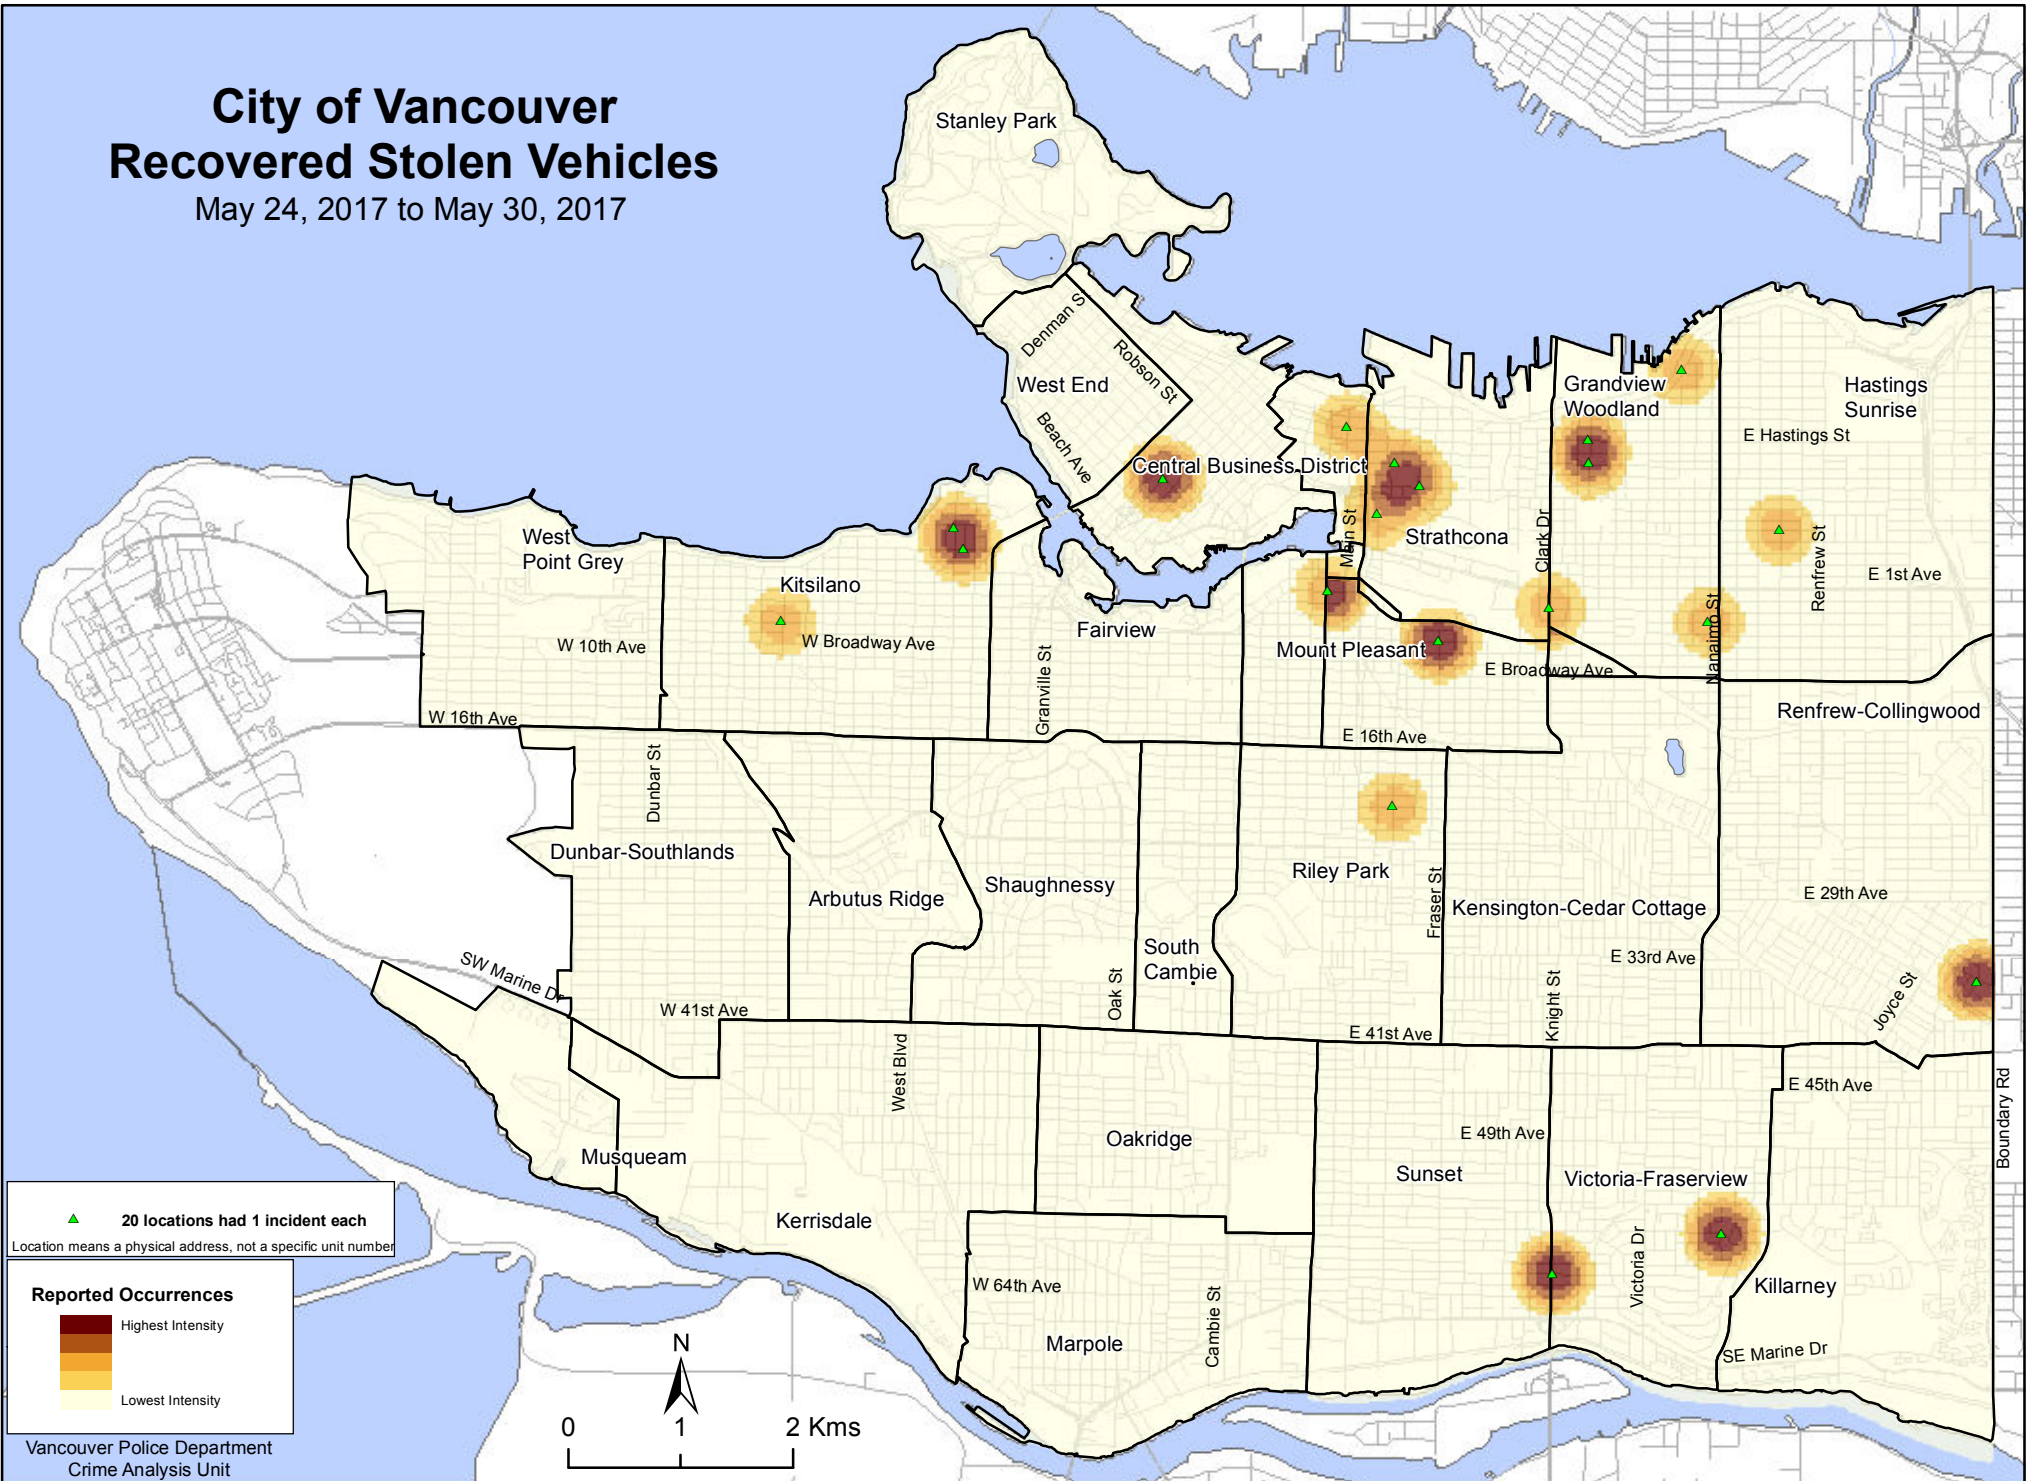 City of Vancouver
Recovered Stolen Vehicles
May 24, 2017 to May 30, 2017
Stanley Park
Denman S
Robson St
West End
Beach Ave
Central Business District
Grandview
Woodland
Hastings
Sunrise
E Hastings St
West
Point Grey
Kitsilano
Main St
Strathcona
Clark Dr
Renfrew St
E 1st Ave
Nanaimo St
W 10th Ave
W Broadway Ave
Fairview
Granville St
Mount Pleasant
E Broadway Ave
W 16th Ave
E 16th Ave
Renfrew-Collingwood
Dunbar St
Dunbar-Southlands
Arbutus Ridge
Shaughnessy
Riley Park
Fraser St
Kensington-Cedar Cottage
E 29th Ave
South
Cambie
E 33rd Ave
SW Marine Dr
W 41st Ave
Oak St
Knight St
Joyce St
E 41st Ave
West Blvd
E 45th Ave
Boundary Rd
Oakridge
E 49th Ave
Musqueam
Sunset
Victoria-Fraserview
Kerrisdale
Victoria Dr
W 64th Ave
Cambie St
Killarney
Marpole
SE Marine Dr
20 locations had 1 incident each
Location means a physical address, not a specific unit number
Reported Occurrences
Highest Intensity
Lowest Intensity
N
0 1 2 Kms
Vancouver Police Department
Crime Analysis Unit